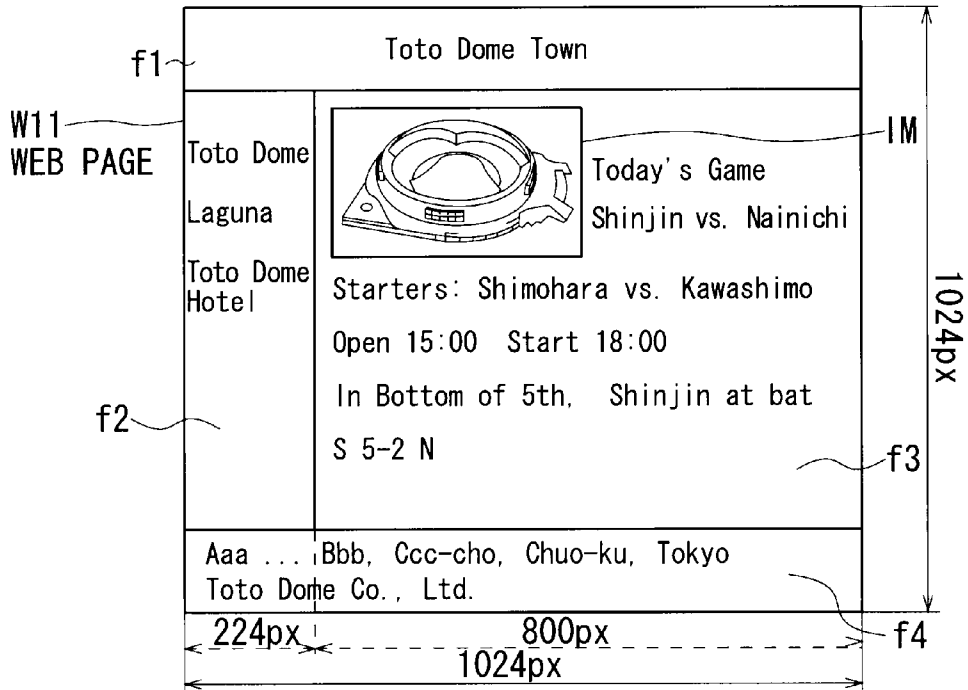 Toto Dome Town
f1
W11
WEB PAGE
IM
Toto Dome
Laguna
Toto Dome
Hotel
Today's Game
Shinjin vs. Nainichi
Starters: Shimohara vs. Kawashimo
Open 15:00 Start 18:00
In Bottom of 5th, Shinjin at bat
S 5-2 N
f2
f3
1024px
Aaa ... Bbb, Ccc-cho, Chuo-ku, Tokyo
Toto Dome Co., Ltd.
f4
224px
800px
1024px